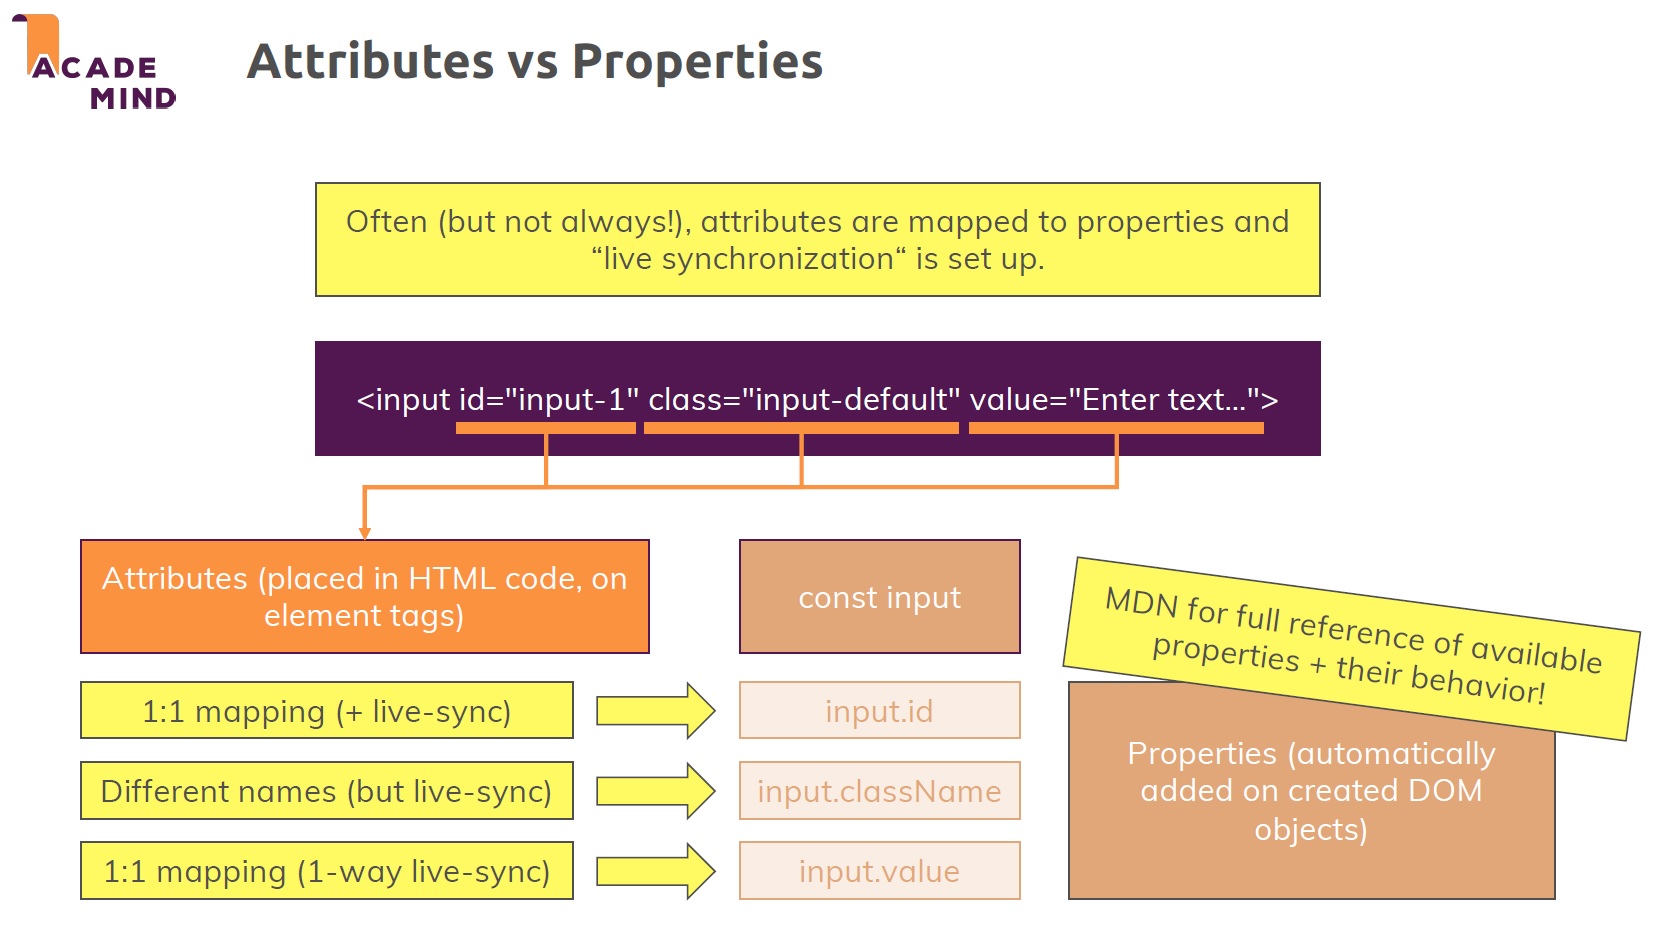 ACADE
MIND
Attributes vs Properties
Often (but not always!), attributes are mapped to properties and
“live synchronization“ is set up.
<input id="input-1" class="input-default" value="Enter text...">
Attributes (placed in HTML code, on
element tags)
const input
MDN for full reference of available
properties + their behavior!
1:1 mapping (+ live-sync)
input.id
Different names (but live-sync)
input.className
1:1 mapping (1-way live-sync)
input.value
Properties (automatically
added on created DOM
objects)